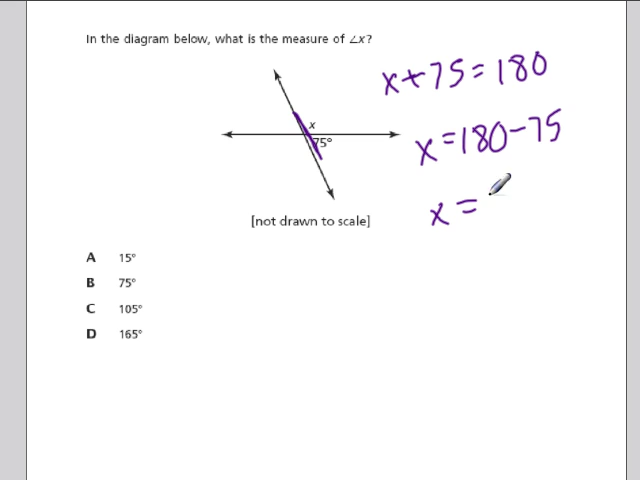 In the diagram below, what is the measure of ∠x?
x+75=180
x
75°
x=180-75
x=
[not drawn to scale]
A 15°
B 75°
C 105°
D 165°